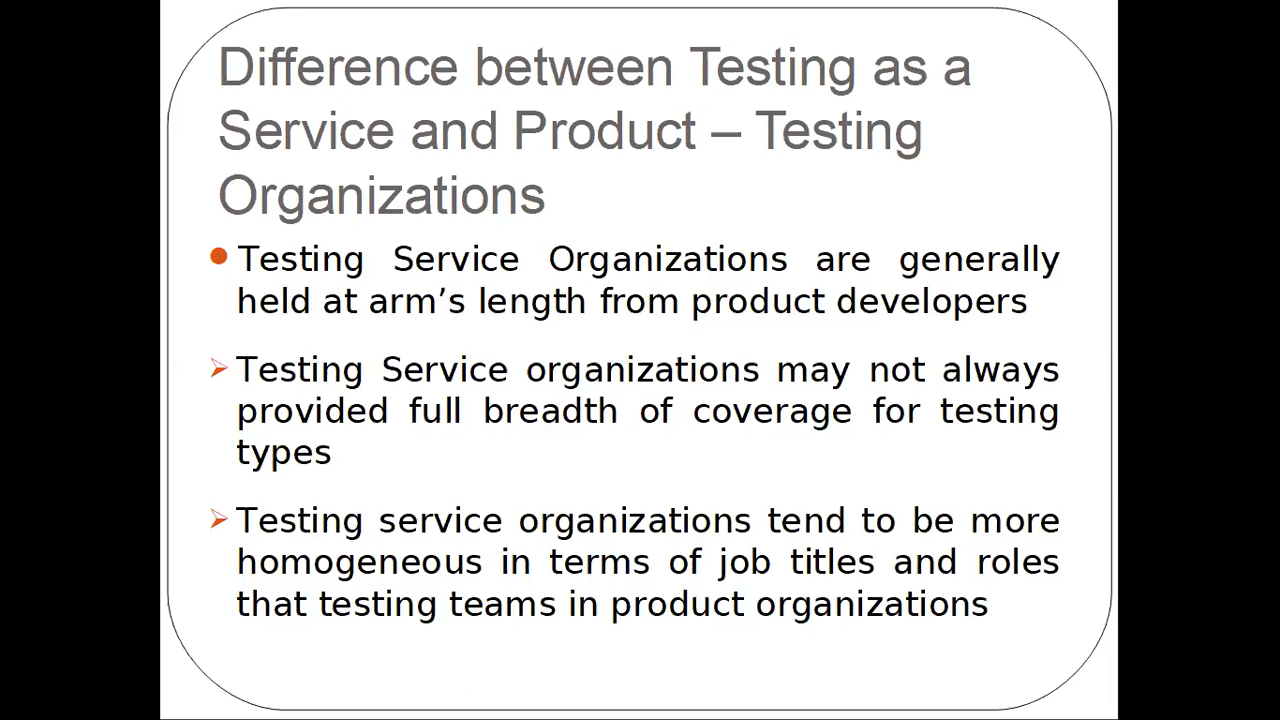 Difference between Testing as a
Service and Product – Testing
Organizations
Testing Service Organizations are generally
held at arm’s length from product developers
Testing Service organizations may not always
provided full breadth of coverage for testing
types
Testing service organizations tend to be more
homogeneous in terms of job titles and roles
that testing teams in product organizations